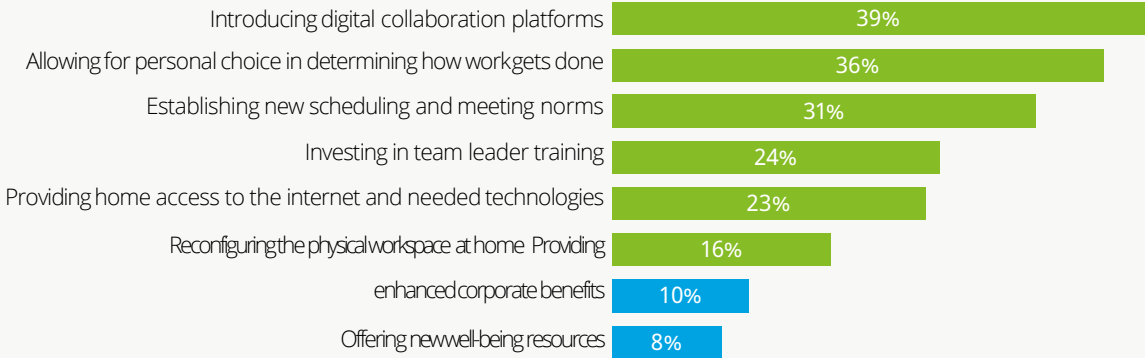 Introducing digital collaboration platforms 39%
Allowing for personal choice in determining how work gets done 36%
Establishing new scheduling and meeting norms 31%
Investing in team leader training 24%
Providing home access to the internet and needed technologies 23%
Reconfiguring the physical workspace at home Providing 16%
enhanced corporate benefits 10%
Offering new well-being resources 8%